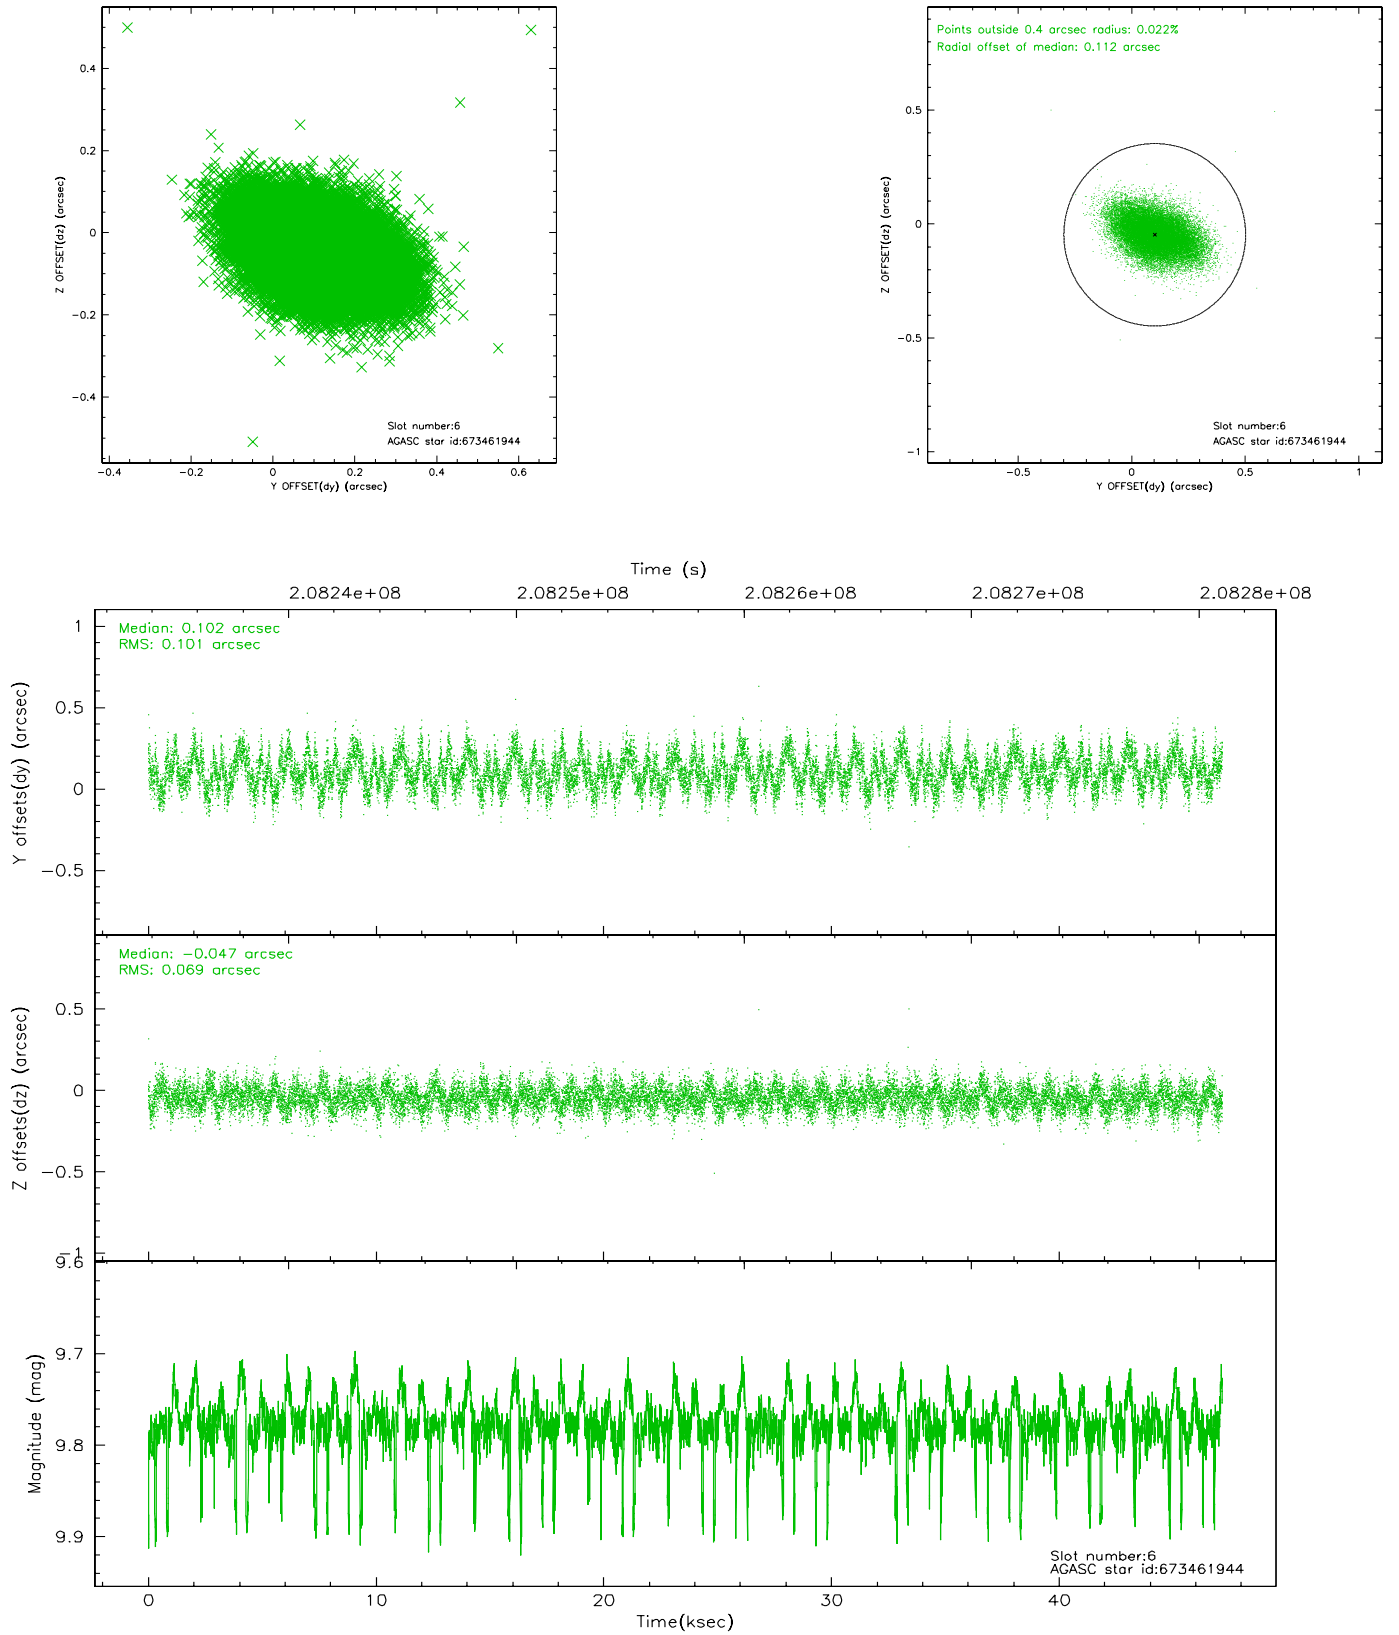 0.4
0.2
0
−0.2
−0.4
Z OFFSET(dz) (arcsec)
Slot number:6
AGASC star id:673461944
−0.4 −0.2 0 0.2 0.4 0.6
Y OFFSET(dy) (arcsec)
Points outside 0.4 arcsec radius: 0.022%
Radial offset of median: 0.112 arcsec
0.5
0
−0.5
−1
Z OFFSET(dz) (arcsec)
Slot number:6
AGASC star id:673461944
−0.5 0 0.5 1
Y OFFSET(dy) (arcsec)
Time (s)
2.0824e+08 2.0825e+08 2.0826e+08 2.0827e+08 2.0828e+08
Median: 0.102 arcsec
RMS: 0.101 arcsec
1
0.5
0
−0.5
Y offsets(dy) (arcsec)
Median: −0.047 arcsec
RMS: 0.069 arcsec
0.5
0
−0.5
−1
Z offsets(dz) (arcsec)
9.6
9.7
9.8
9.9
Magnitude (mag)
Slot number:6
AGASC star id:673461944
0 10 20 30 40
Time(ksec)